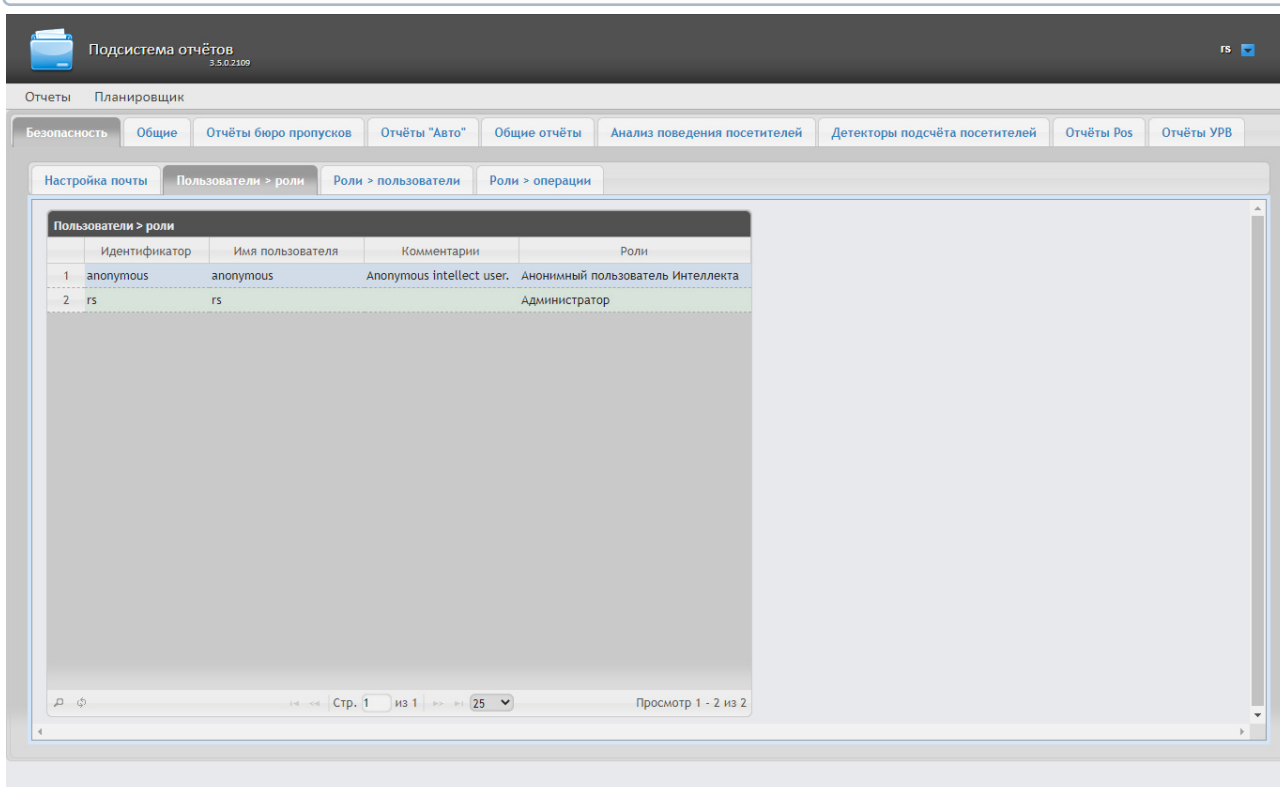 Подсистема отчётов
3.5.0.2109
rs
Отчеты Планировщик
Безопасность Общие Отчёты бюро пропусков Отчёты "Авто" Общие отчёты Анализ поведения посетителей Детекторы подсчёта посетителей Отчёты Pos Отчёты УРВ
Настройка почты Пользователи > роли Роли > пользователи Роли > операции
Пользователи > роли
Идентификатор Имя пользователя Комментарии Роли
1 anonymous anonymous Anonymous intellect user. Анонимный пользователь Интеллекта
2 rs rs Администратор
Стр. 1 из 1 25 Просмотр 1 - 2 из 2